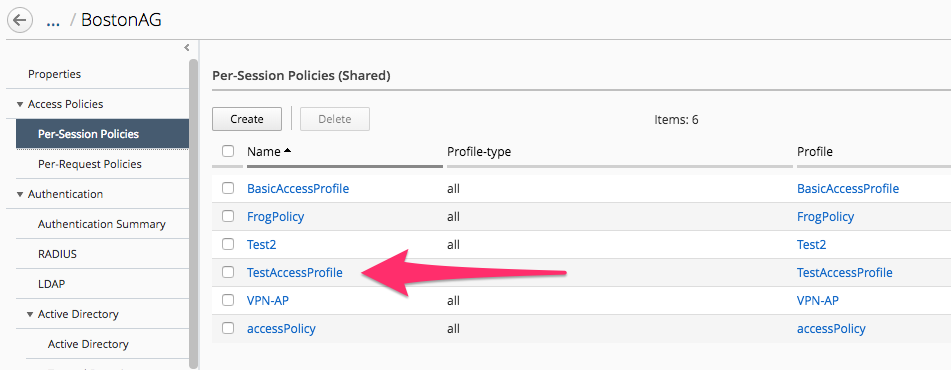 ... / BostonAG
Properties
Access Policies
Per-Session Policies
Per-Request Policies
Authentication
Authentication Summary
RADIUS
LDAP
Active Directory
Active Directory
Per-Session Policies (Shared)
Create Delete Items: 6
Name Profile-type Profile
BasicAccessProfile all BasicAccessProfile
FrogPolicy all FrogPolicy
Test2 all Test2
TestAccessProfile TestAccessProfile
VPN-AP all VPN-AP
accessPolicy all accessPolicy